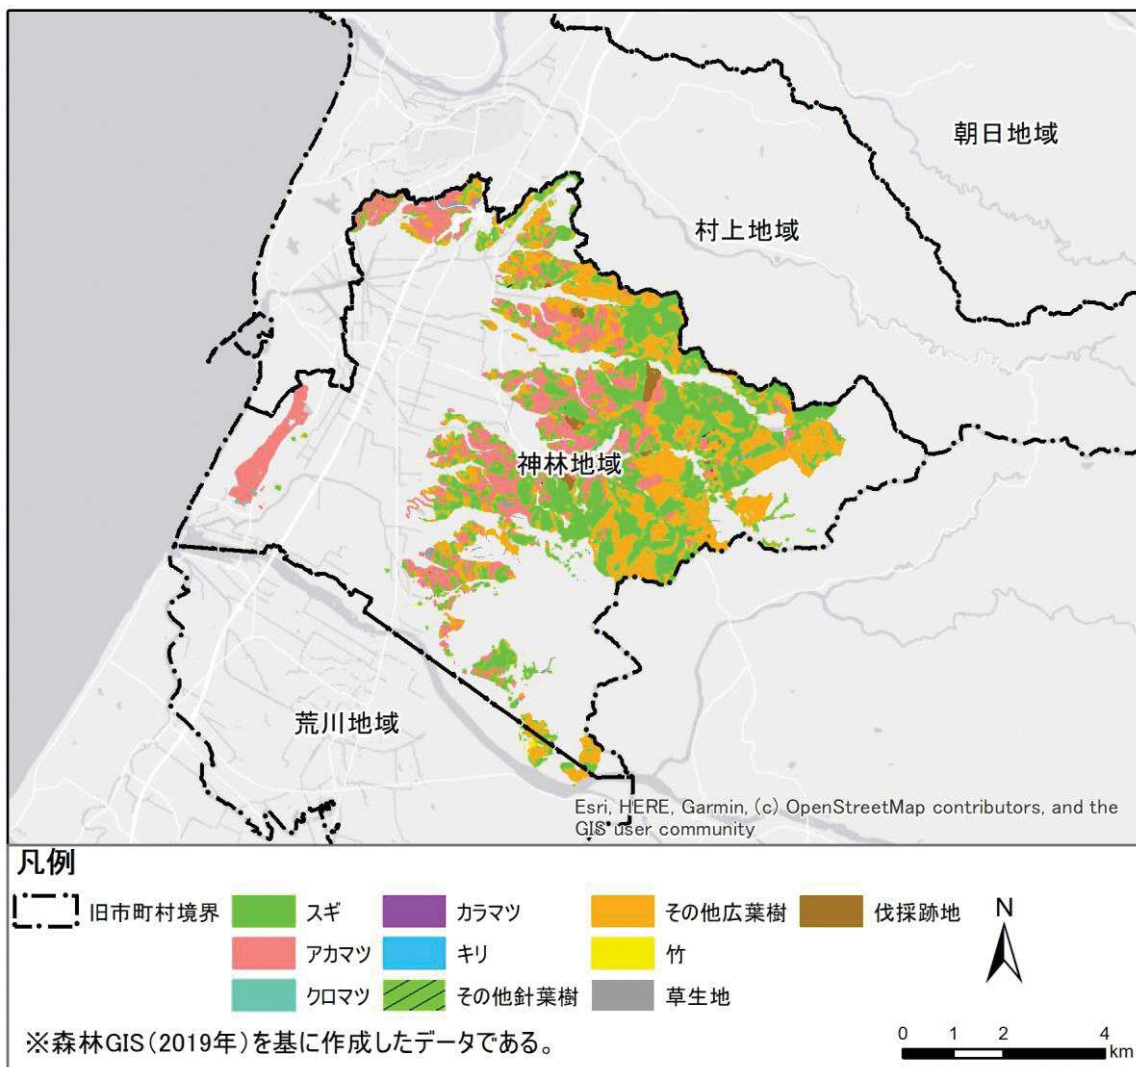 朝日地域
村上地域
神林地域
荒川地域
Esri, HERE, Garmin, (c) OpenStreetMap contributors, and the
GIS user community
凡例
旧市町村境界
スギ
カラマツ
その他広葉樹
伐採跡地
N
アカマツ
キリ
竹
クロマツ
その他針葉樹
草生地
※森林GIS(2019年)を基に作成したデータである。
0 1 2 4
km